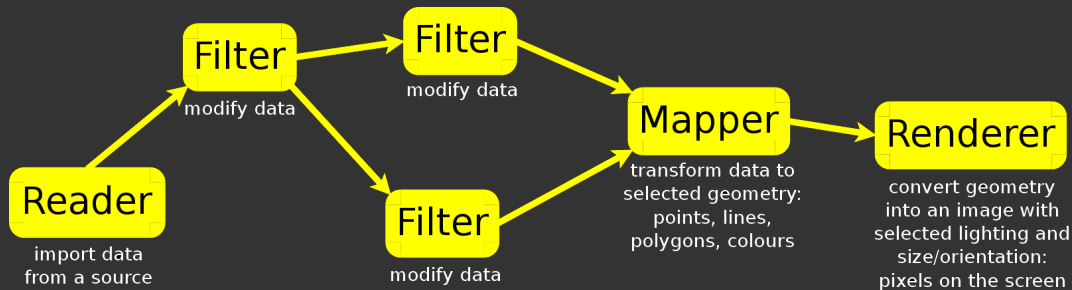 Reader
import data
from a source
Filter
modify data
Filter
modify data
Filter
modify data
Mapper
transform data to
selected geometry:
points, lines,
polygons, colours
Renderer
convert geometry
into an image with
selected lighting and
size/orientation:
pixels on the screen